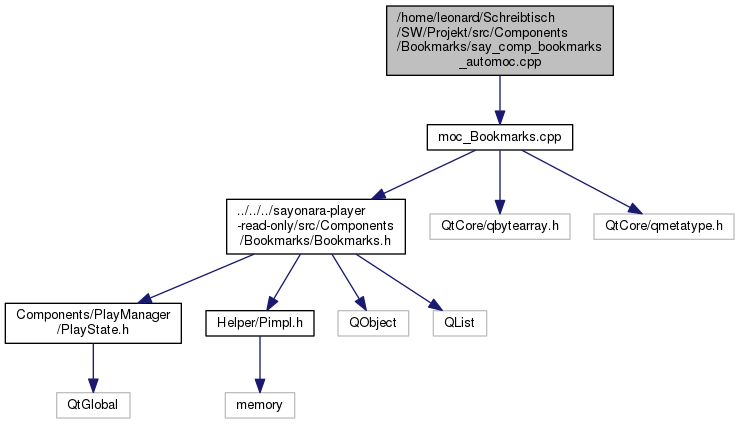 /home/leonard/Schreibtisch
/SW/Projekt/src/Components
/Bookmarks/say_comp_bookmarks
_automoc.cpp
moc_Bookmarks.cpp
../../../sayonara-player
-read-only/src/Components
/Bookmarks/Bookmarks.h
QtCore/qbytearray.h
QtCore/qmetatype.h
Components/PlayManager
/PlayState.h
Helper/Pimpl.h
QObject
QList
QtGlobal
memory